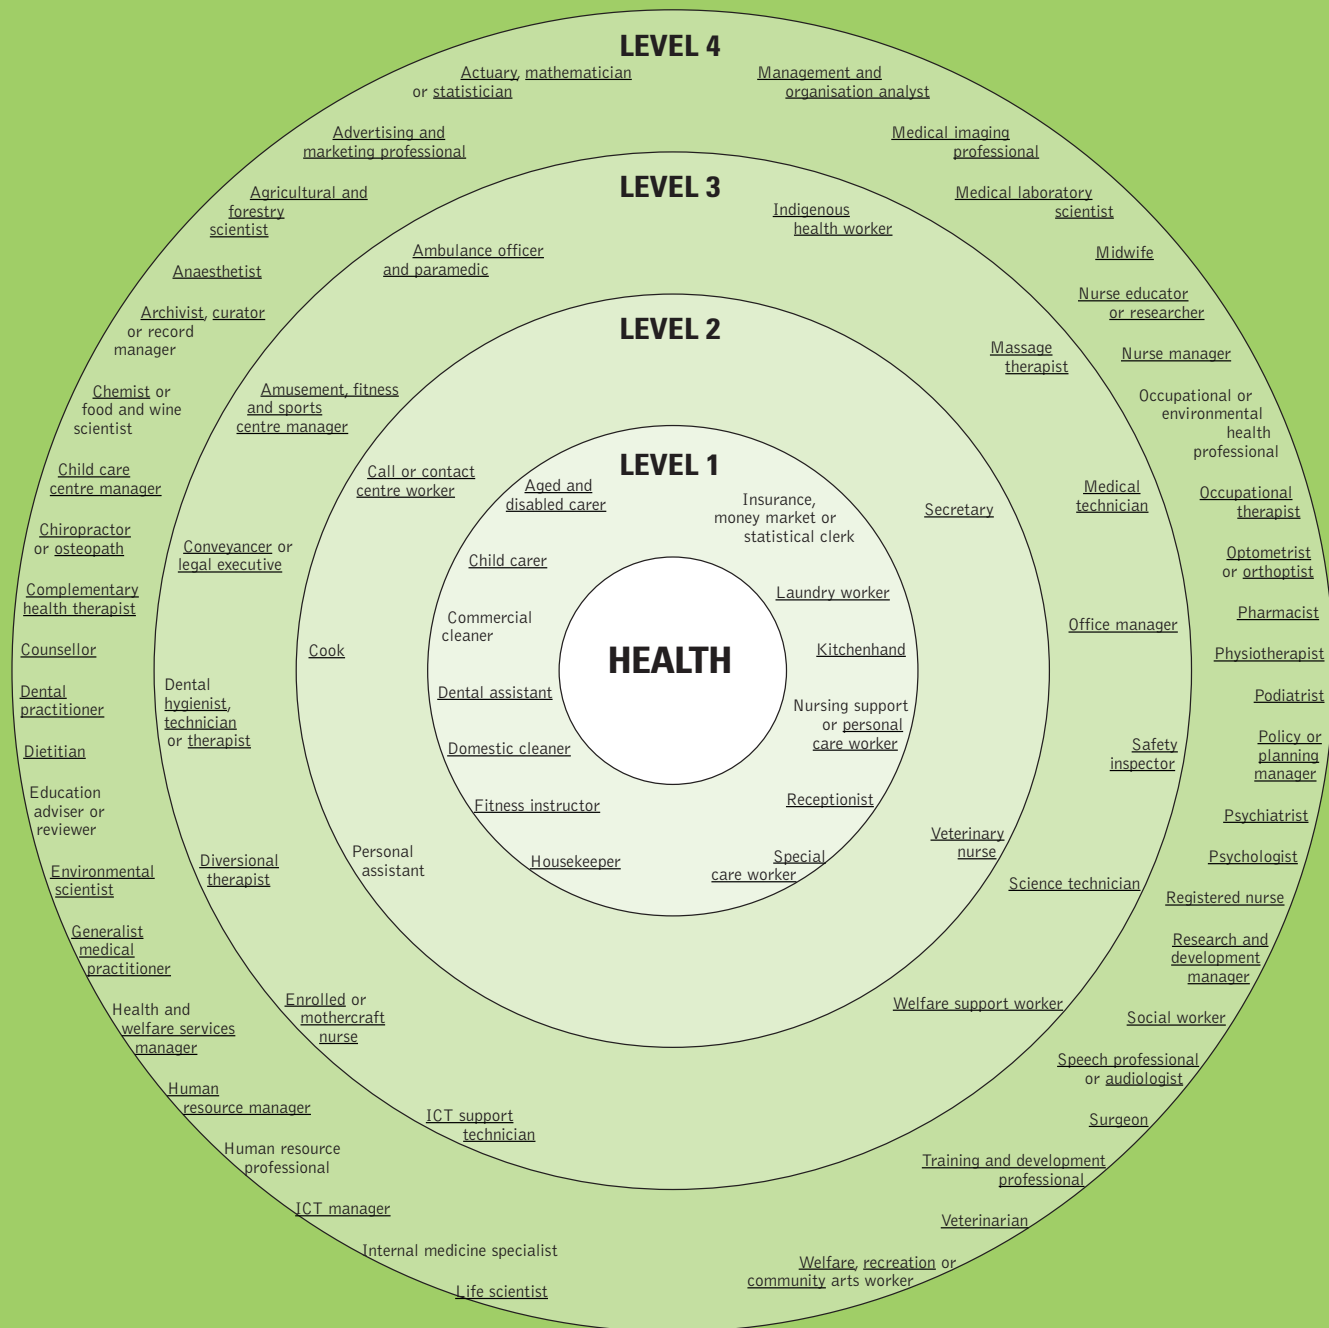 LEVEL 4
Actuary, mathematician
or statistician
Advertising and
marketing professional
Agricultural and
forestry
scientist
Anaesthetist
Archivist, curator
or record
manager
Chemist or
food and wine
scientist
Child care
centre manager
Chiropractor
or osteopath
Complementary
health therapist
Counsellor
Dental
practitioner
Dietitian
Education
adviser or
reviewer
Environmental
scientist
Generalist
medical
practitioner
Health and
welfare services
manager
Human
resource manager
Human resource
professional
ICT manager
Internal medicine specialist
Life scientist
Management and
organisation analyst
Medical imaging
professional
Medical laboratory
scientist
Midwife
Nurse educator
or researcher
Nurse manager
Occupational or
environmental
health
professional
Occupational
therapist
Optometrist
or orthoptist
Pharmacist
Physiotherapist
Podiatrist
Policy or
planning
manager
Psychiatrist
Psychologist
Registered nurse
Research and
development
manager
Social worker
Speech professional
or audiologist
Surgeon
Training and development
professional
Veterinarian
Welfare, recreation or
community arts worker
LEVEL 3
Ambulance officer
and paramedic
Amusement, fitness
and sports
centre manager
Conveyancer or
legal executive
Dental
hygienist,
technician
or therapist
Diversional
therapist
Enrolled or
mothercraft
nurse
ICT support
technician
Indigenous
health worker
Massage
therapist
Medical
technician
Office manager
Safety
inspector
Science technician
Welfare support worker
LEVEL 2
Call or contact
centre worker
Cook
Personal
assistant
Secretary
Veterinary
nurse
LEVEL 1
Aged and
disabled carer
Child carer
Commercial
cleaner
Dental assistant
Domestic cleaner
Fitness instructor
Housekeeper
Insurance,
money market or
statistical clerk
Laundry worker
Kitchenhand
Nursing support
or personal
care worker
Receptionist
Special
care worker
HEALTH